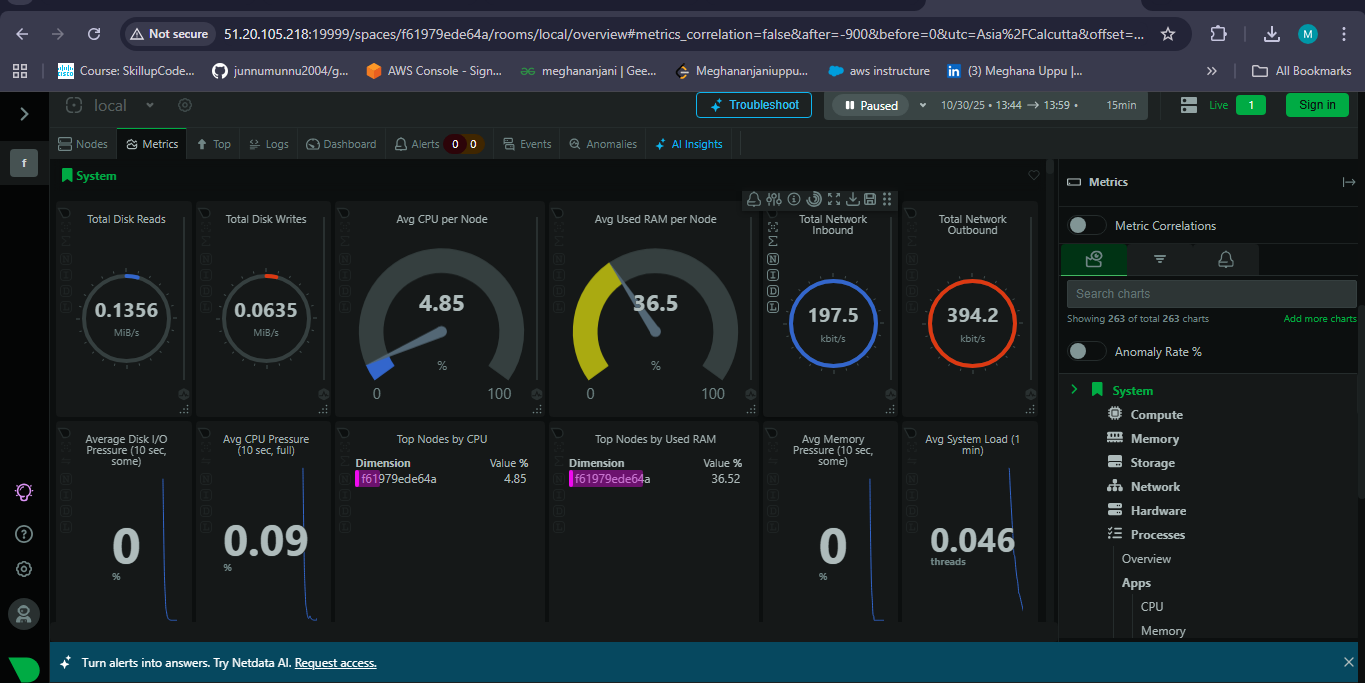 Not secure
51.20.105.218:19999/spaces/f61979ede64a/rooms/local/overview#metrics_correlation=false&after=-900&before=0&utc=Asia%2FCalcutta&offset=...
M
Course: SkillupCode...
junnumunnu2004/g...
AWS Console - Sign...
meghananjani | Gee...
Meghananjaniuppu...
aws instructure
(3) Meghana Uppu |...
All Bookmarks
local
Troubleshoot
Paused
10/30/25 • 13:44 → 13:59 •
15min
Live
1
Sign in
f
Nodes
Metrics
Top
Logs
Dashboard
Alerts
0
0
Events
Anomalies
AI Insights
System
Total Disk Reads
0.1356
MiB/s
Total Disk Writes
0.0635
MiB/s
Avg CPU per Node
4.85
%
0
100
Avg Used RAM per Node
36.5
%
0
100
Total Network
Inbound
197.5
kbit/s
Total Network
Outbound
394.2
kbit/s
N
I
D
L
Average Disk I/O
Pressure (10 sec,
some)
0
%
Avg CPU Pressure
(10 sec, full)
0.09
%
Top Nodes by CPU
Dimension Value %
f61979ede64a 4.85
Top Nodes by Used RAM
Dimension Value %
f61979ede64a 36.52
Avg Memory
Pressure (10 sec,
some)
0
%
Avg System Load (1
min)
0.046
threads
Metrics
Metric Correlations
Search charts
Showing 263 of total 263 charts
Add more charts
Anomaly Rate %
System
Compute
Memory
Storage
Network
Hardware
Processes
Overview
Apps
CPU
Memory
Turn alerts into answers. Try Netdata AI. Request access.